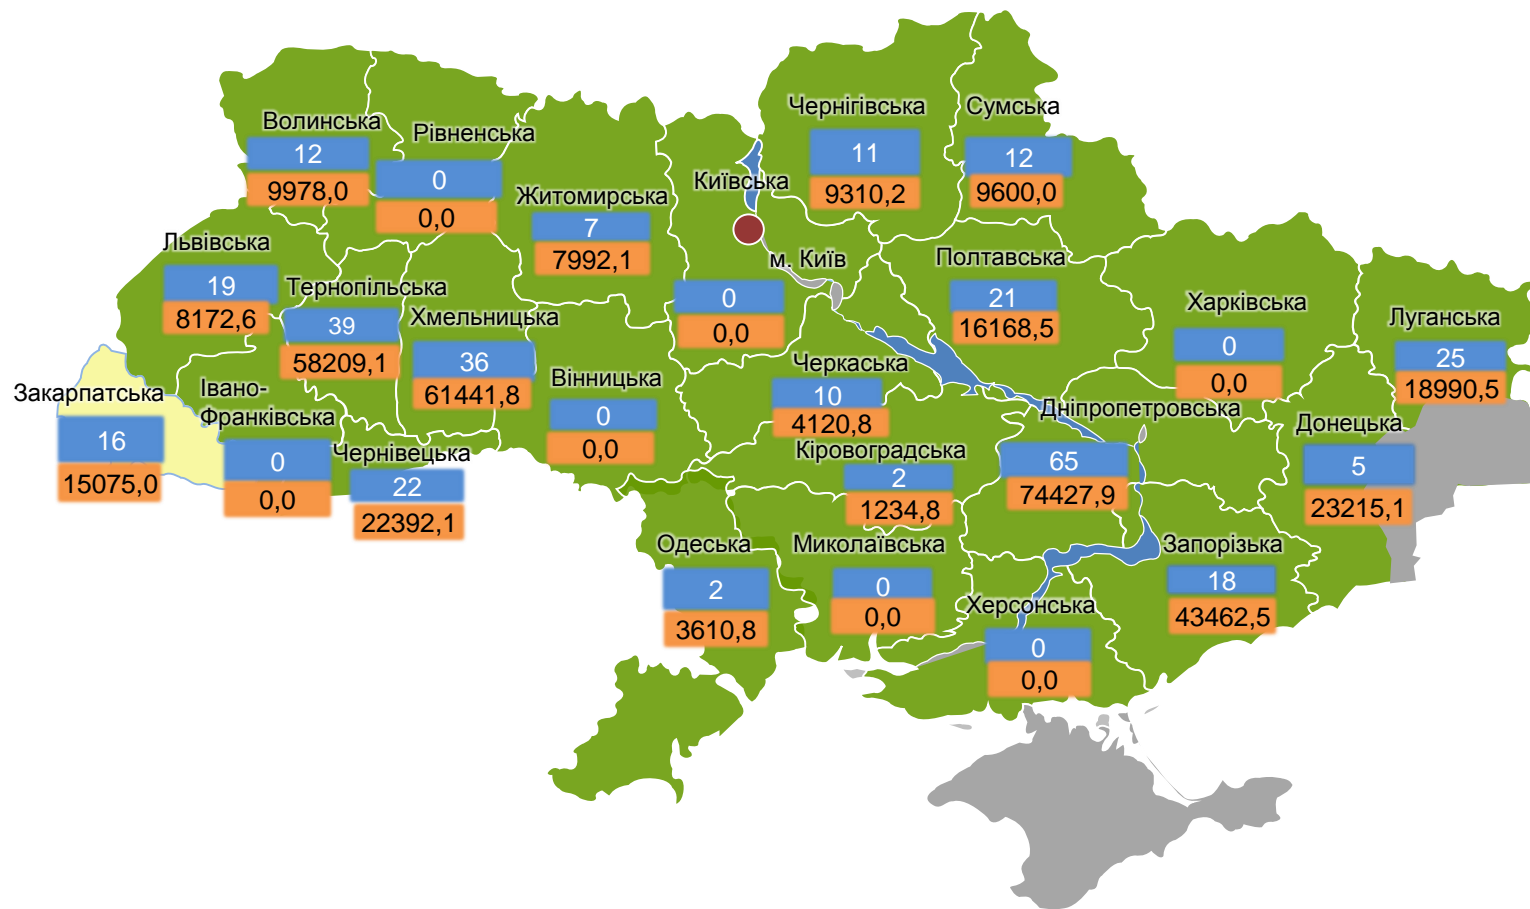 Волинська
12
9978,0
Рівненська
0
0,0
Житомирська
7
7992,1
Київська
м. Київ
0
0,0
Чернігівська
11
9310,2
Сумська
12
9600,0
Львівська
19
8172,6
Тернопільська
39
58209,1
Хмельницька
36
61441,8
Вінницька
0
0,0
Черкаська
10
4120,8
Полтавська
21
16168,5
Харківська
0
0,0
Луганська
25
18990,5
Закарпатська
16
15075,0
Івано-
Франківська
0
0,0
Чернівецька
22
22392,1
Кіровоградська
2
1234,8
Дніпропетровська
65
74427,9
Донецька
5
23215,1
Одеська
2
3610,8
Миколаївська
0
0,0
Херсонська
0
0,0
Запорізька
18
43462,5